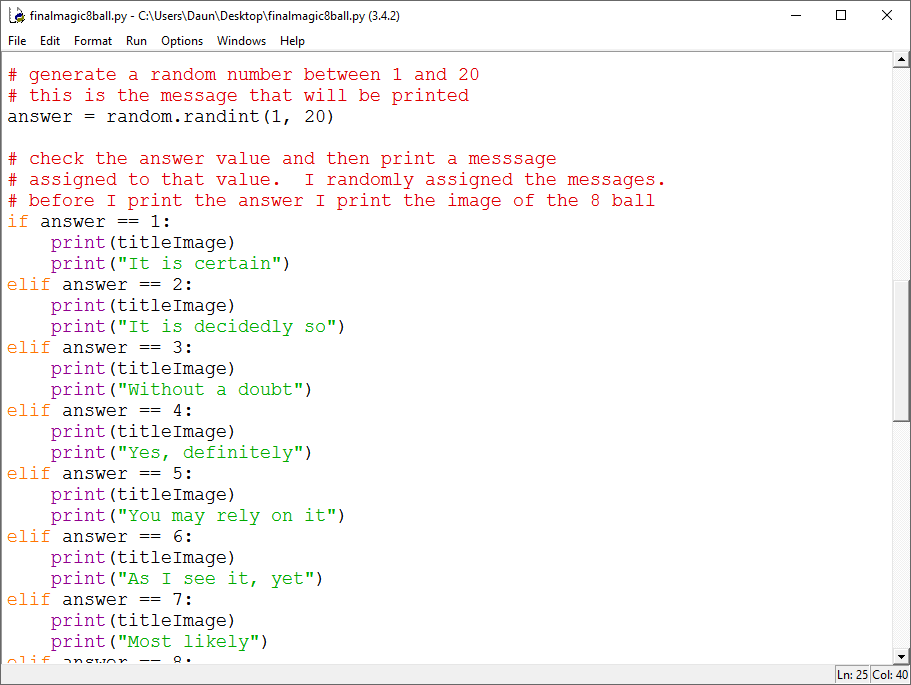 finalmagic8ball.py - C:\Users\Daun\Desktop\finalmagic8ball.py (3.4.2)
File Edit Format Run Options Windows Help
# generate a random number between 1 and 20
# this is the message that will be printed
answer = random.randint(1, 20)

# check the answer value and then print a messsage
# assigned to that value.  I randomly assigned the messages.
# before I print the answer I print the image of the 8 ball
if answer == 1:
    print(titleImage)
    print("It is certain")
elif answer == 2:
    print(titleImage)
    print("It is decidedly so")
elif answer == 3:
    print(titleImage)
    print("Without a doubt")
elif answer == 4:
    print(titleImage)
    print("Yes, definitely")
elif answer == 5:
    print(titleImage)
    print("You may rely on it")
elif answer == 6:
    print(titleImage)
    print("As I see it, yet")
elif answer == 7:
    print(titleImage)
    print("Most likely")
elif answer == 8:
Ln: 25 Col: 40